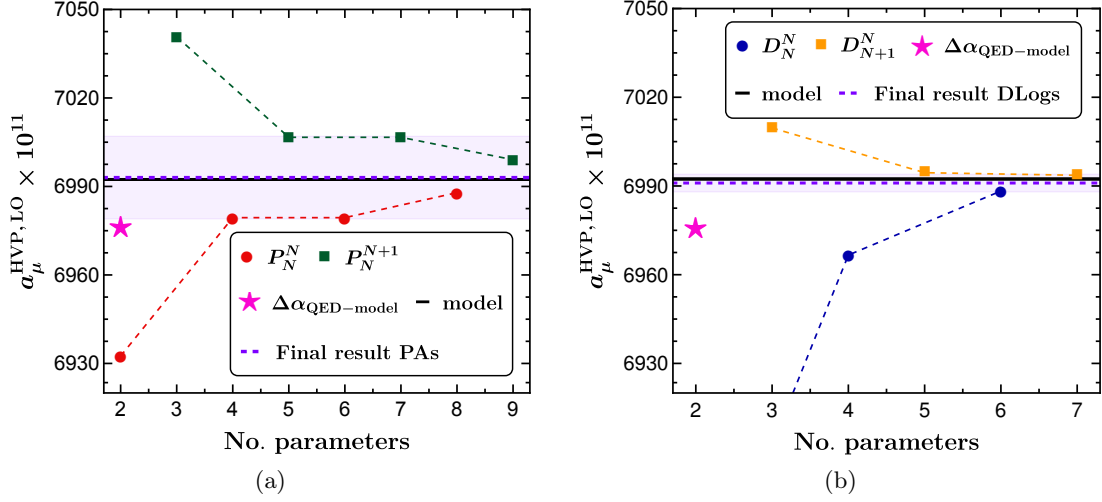 7050
7020
6990
6960
6930
a_μ^{HVP, LO} × 10^{11}
P_N^N P_N^{N+1}
Δα_{QED−model} model
Final result PAs
2 3 4 5 6 7 8 9
No. parameters
(a)
7050
7020
6990
6960
6930
a_μ^{HVP, LO} × 10^{11}
D_N^N D_{N+1}^N Δα_{QED−model}
model Final result DLogs
2 3 4 5 6 7
No. parameters
(b)